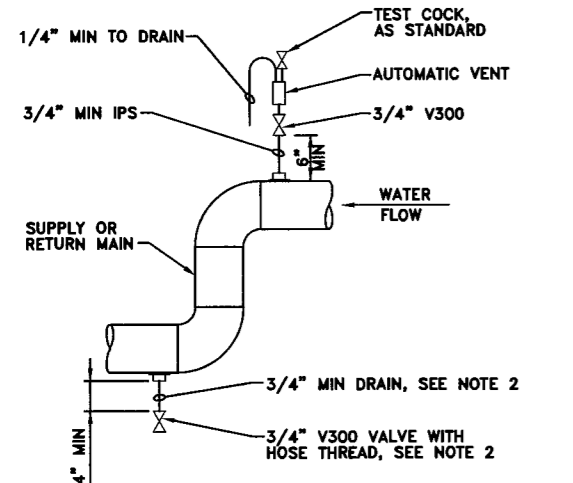 TEST COCK,
AS STANDARD
1/4" MIN TO DRAIN
AUTOMATIC VENT
3/4" MIN IPS
3/4" V300
6"
MIN
WATER
FLOW
SUPPLY OR
RETURN MAIN
3/4" MIN DRAIN, SEE NOTE 2
3/4" V300 VALVE WITH
HOSE THREAD, SEE NOTE 2
4" MIN